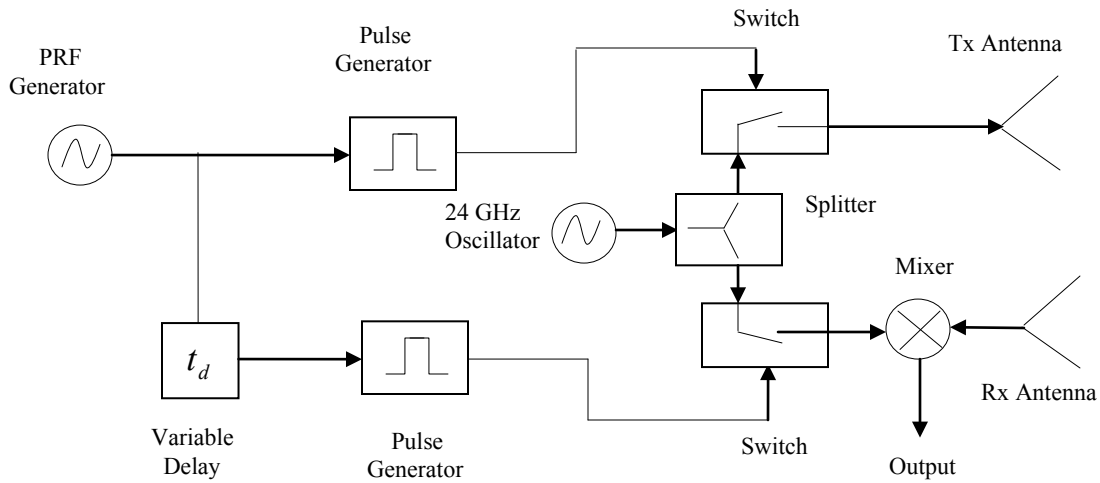 Switch
Pulse
Generator
Tx Antenna
PRF
Generator
24 GHz
Oscillator
Splitter
Mixer
t_d
Rx Antenna
Variable
Delay
Pulse
Generator
Switch
Output